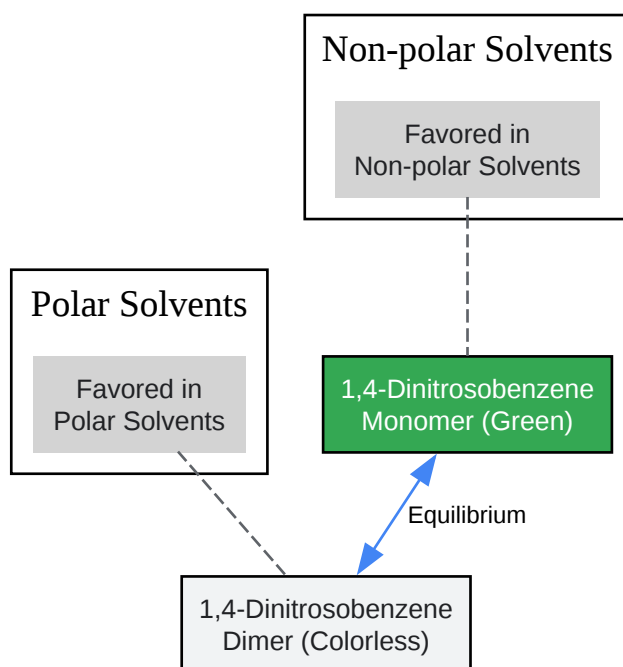 Non-polar Solvents
Favored in
Non-polar Solvents
Polar Solvents
Favored in
Polar Solvents
1,4-Dinitrosobenzene
Monomer (Green)
Equilibrium
1,4-Dinitrosobenzene
Dimer (Colorless)